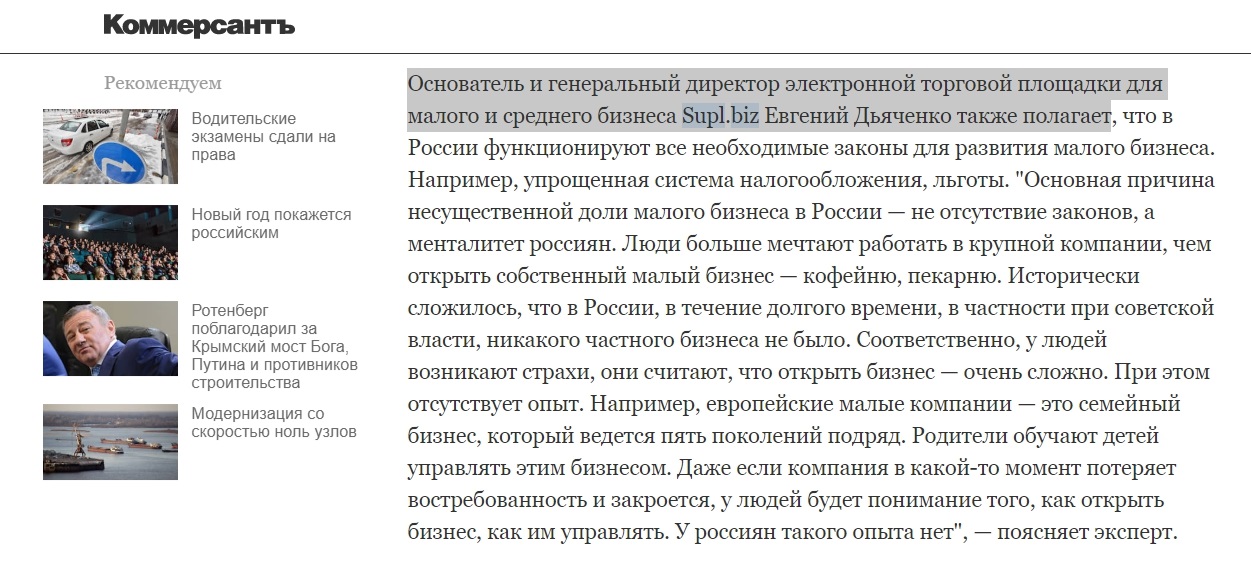 Коммерсантъ
Рекомендуем
Водительские
экзамены сдали на
права
Новый год покажется
российским
Ротенберг
поблагодарил за
Крымский мост Бога,
Путина и противников
строительства
Модернизация со
скоростью ноль узлов
Основатель и генеральный директор электронной торговой площадки для
малого и среднего бизнеса Supl.biz Евгений Дьяченко также полагает, что в
России функционируют все необходимые законы для развития малого бизнеса.
Например, упрощенная система налогообложения, льготы. "Основная причина
несущественной доли малого бизнеса в России — не отсутствие законов, а
менталитет россиян. Люди больше мечтают работать в крупной компании, чем
открыть собственный малый бизнес — кофейню, пекарню. Исторически
сложилось, что в России, в течение долгого времени, в частности при советской
власти, никакого частного бизнеса не было. Соответственно, у людей
возникают страхи, они считают, что открыть бизнес — очень сложно. При этом
отсутствует опыт. Например, европейские малые компании — это семейный
бизнес, который ведется пять поколений подряд. Родители обучают детей
управлять этим бизнесом. Даже если компания в какой-то момент потеряет
востребованность и закроется, у людей будет понимание того, как открыть
бизнес, как им управлять. У россиян такого опыта нет", — поясняет эксперт.